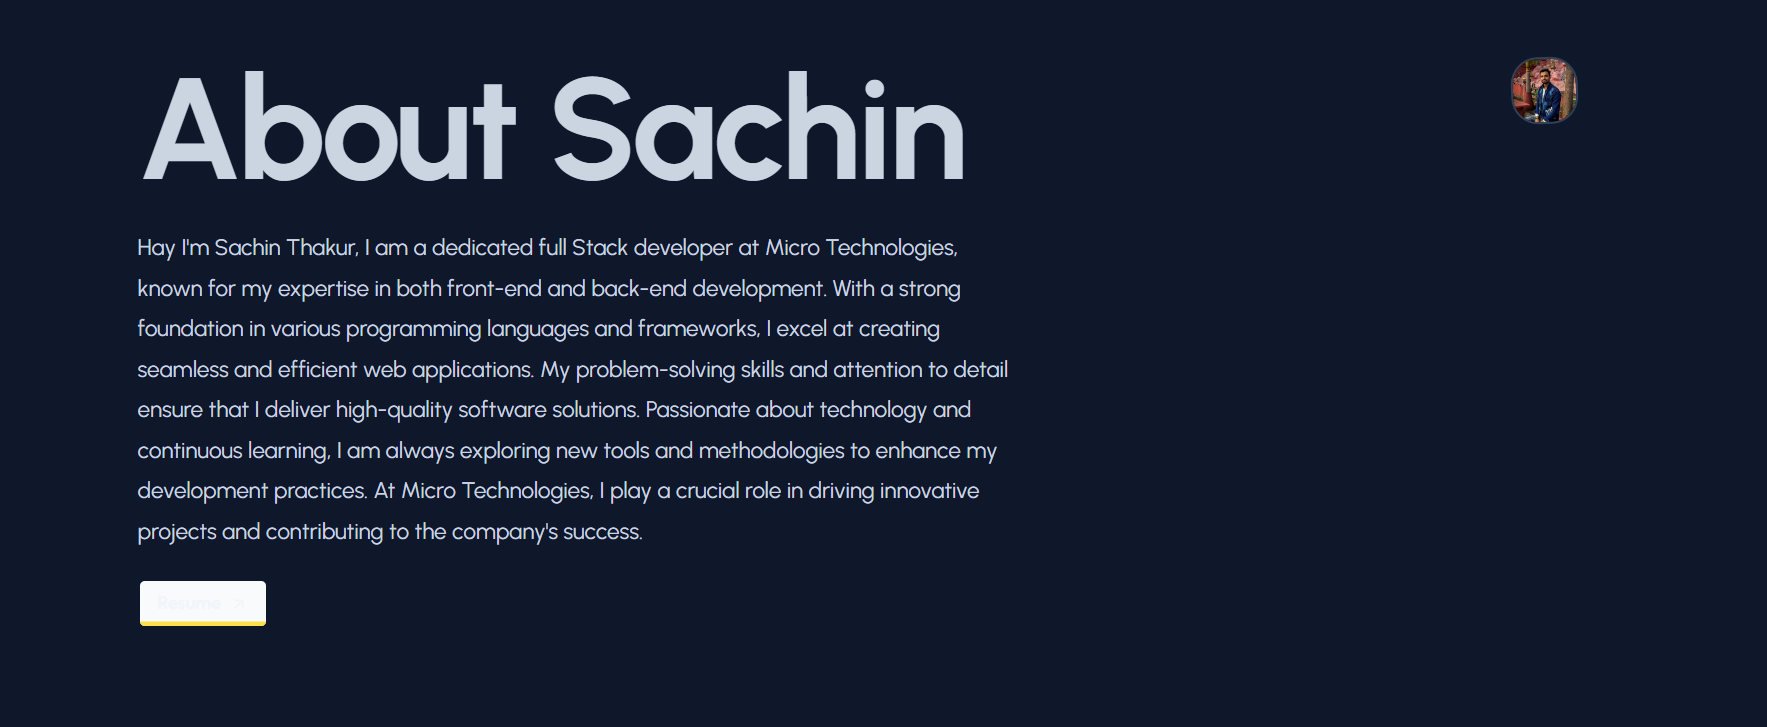 About Sachin
Hay I'm Sachin Thakur, I am a dedicated full Stack developer at Micro Technologies,
known for my expertise in both front-end and back-end development. With a strong
foundation in various programming languages and frameworks, I excel at creating
seamless and efficient web applications. My problem-solving skills and attention to detail
ensure that I deliver high-quality software solutions. Passionate about technology and
continuous learning, I am always exploring new tools and methodologies to enhance my
development practices. At Micro Technologies, I play a crucial role in driving innovative
projects and contributing to the company's success.
Resume